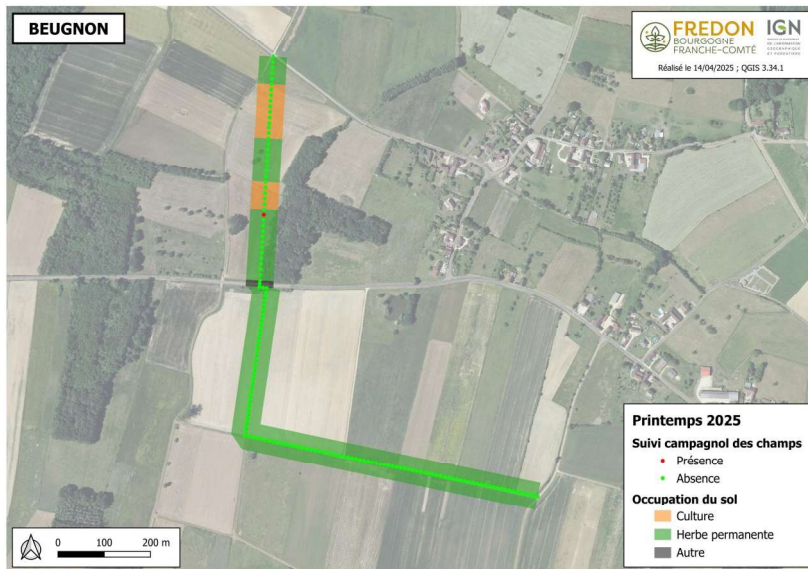 BEUGNON
FREDON
BOURGOGNE
FRANCHE-COMTÉ
IGN
Réalisé le 14/04/2025 ; QGIS 3.34.1
Printemps 2025
Suivi campagnol des champs
Présence
Absence
Occupation du sol
Culture
Herbe permanente
Autre
0 100 200 m